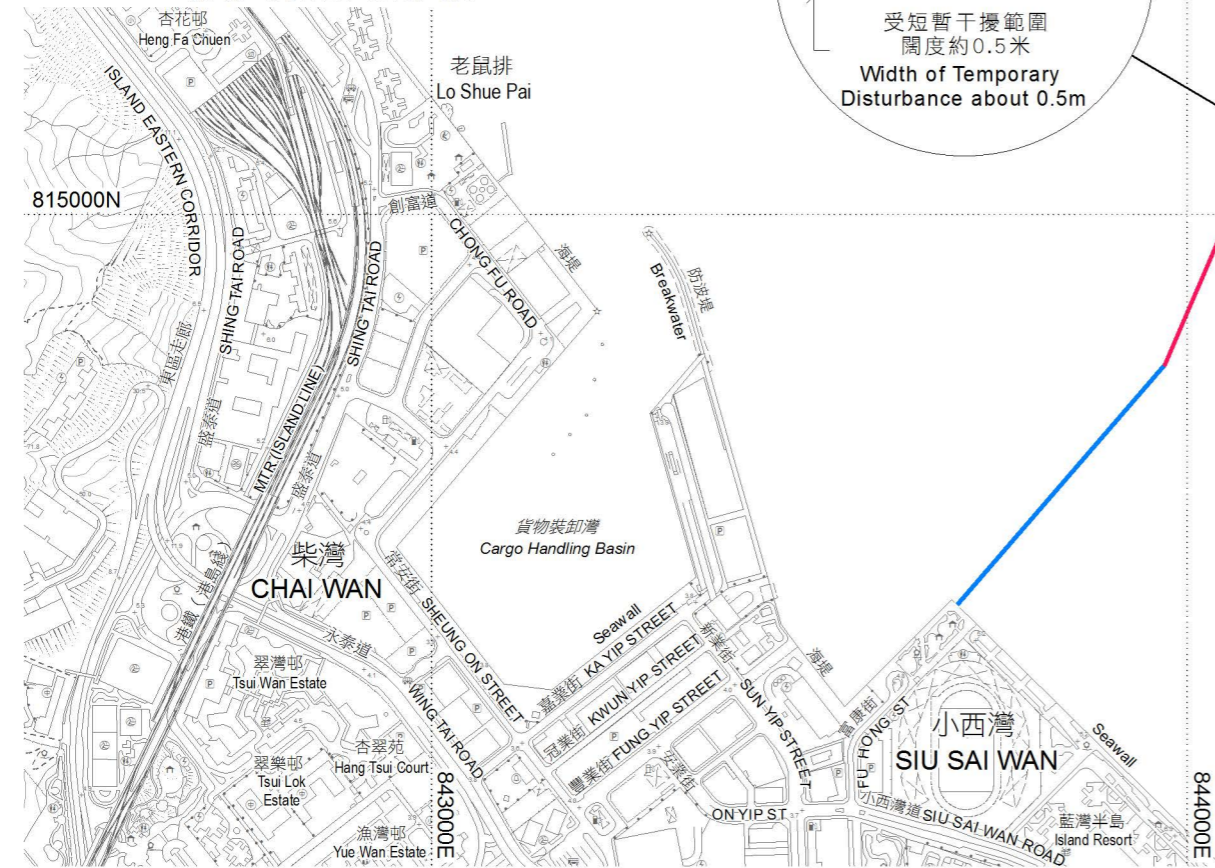 杏花邨
Heng Fa Chuen
老鼠排
Lo Shue Pai
受短暫干擾範圍
闊度約0.5米
Width of Temporary
Disturbance about 0.5m
815000N
ISLAND EASTERN CORRIDOR
東區走廊
SHING TAI ROAD
盛泰道
MTR (ISLAND LINE)
港鐵 (港島綫)
SHING TAI ROAD
盛泰道
創富道
CHONG FU ROAD
海堤
防波堤
Breakwater
貨物裝卸灣
Cargo Handling Basin
柴灣
CHAI WAN
常安街
SHEUNG ON STREET
永泰道
WING TAI ROAD
翠灣邨
Tsui Wan Estate
杏翠苑
Hang Tsui Court
翠樂邨
Tsui Lok
Estate
漁灣邨
Yue Wan Estate
843000E
Seawall
嘉業街 KA YIP STREET
冠業街 KWUN YIP STREET
豐業街 FUNG YIP STREET
新業街
SUN YIP STREET
安業街
ON YIP ST
海堤
富康街
FU HONG ST
小西灣
SIU SAI WAN
Seawall
小西灣道 SIU SAI WAN ROAD
藍灣半島
Island Resort
844000E